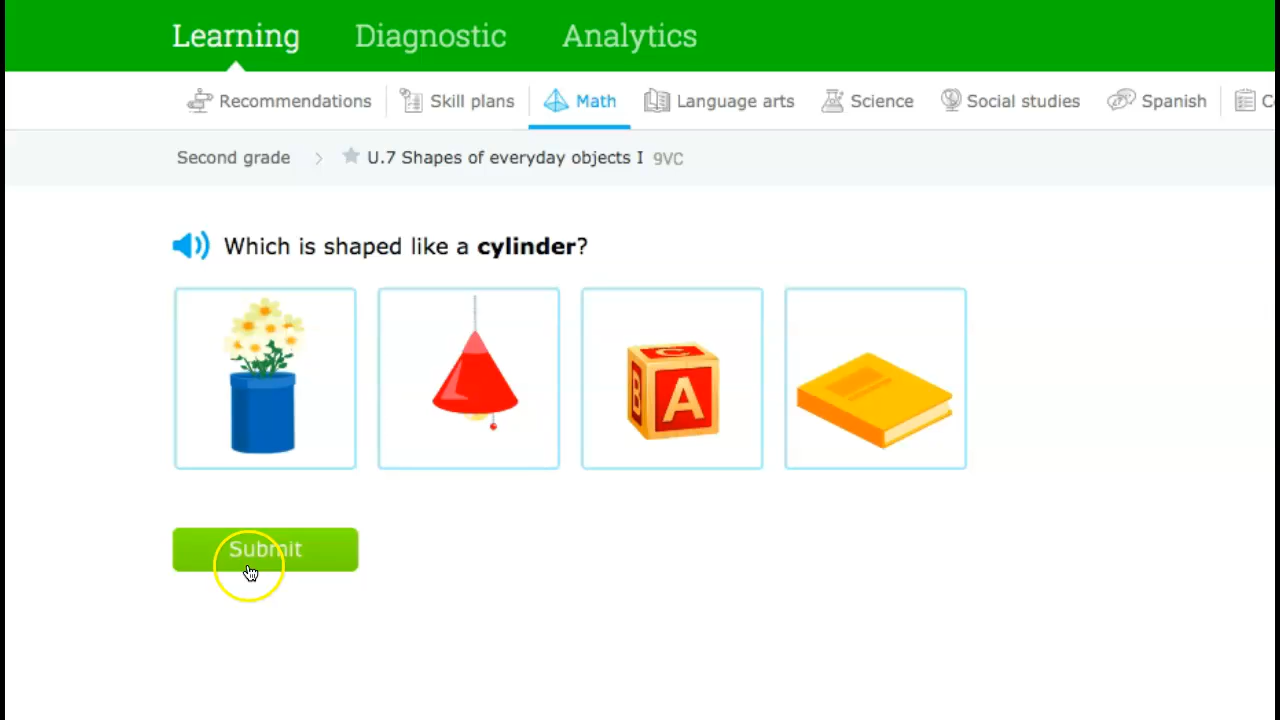 Learning Diagnostic Analytics
Recommendations Skill plans Math Language arts Science Social studies Spanish C
Second grade > U.7 Shapes of everyday objects I 9VC
Which is shaped like a cylinder?
C
B A
Submit